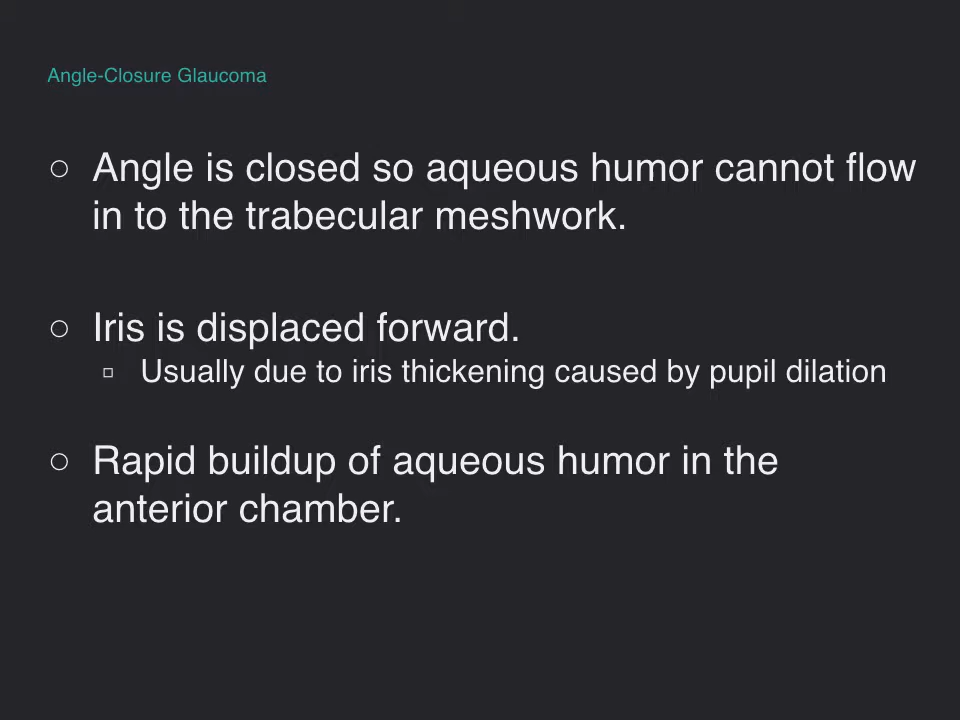 Angle-Closure Glaucoma
○ Angle is closed so aqueous humor cannot flow
in to the trabecular meshwork.
○ Iris is displaced forward.
▫ Usually due to iris thickening caused by pupil dilation
○ Rapid buildup of aqueous humor in the
anterior chamber.